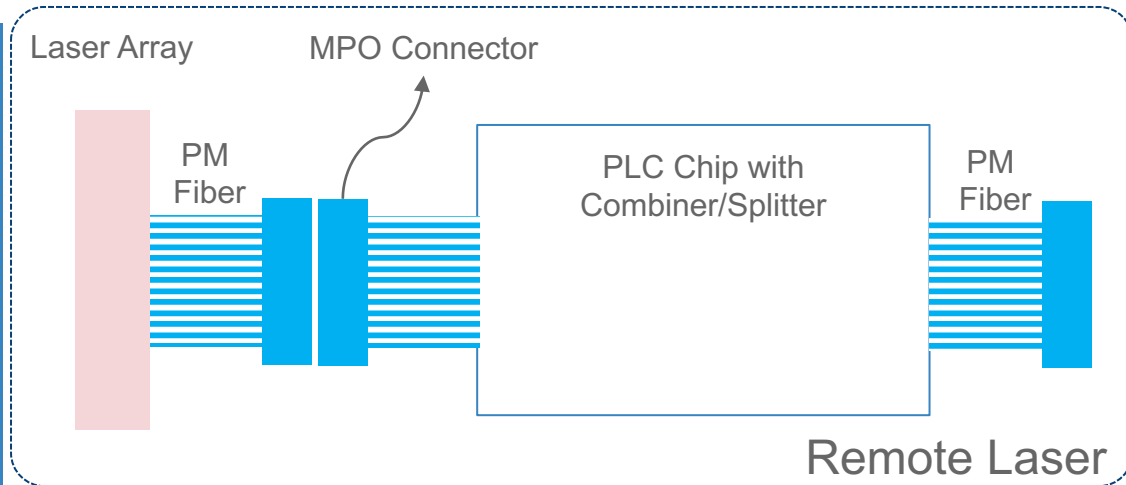 Laser Array
MPO Connector
PM
Fiber
PLC Chip with
Combiner/Splitter
PM
Fiber
Remote Laser